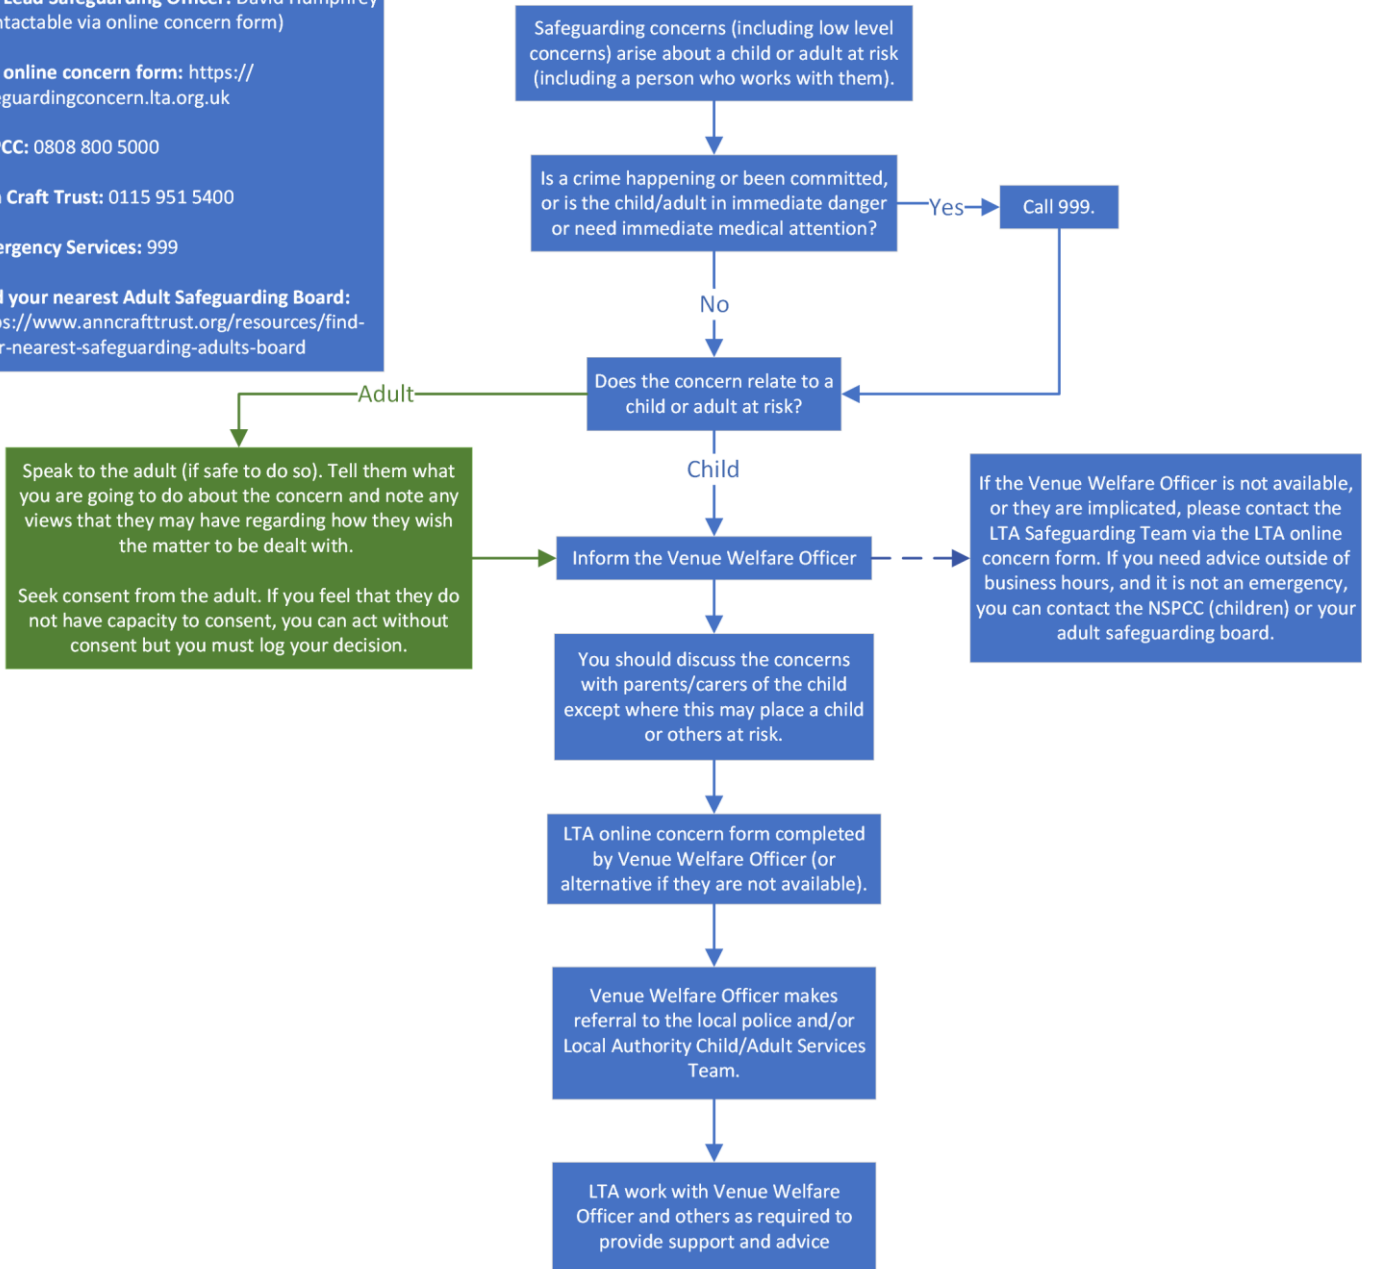 Lead Safeguarding Officer: David Humphrey
ntactable via online concern form)
online concern form: https://
eguardingconcern.lta.org.uk
CC: 0808 800 5000
Craft Trust: 0115 951 5400
ergency Services: 999
your nearest Adult Safeguarding Board:
ps://www.anncrafttrust.org/resources/find-
r-nearest-safeguarding-adults-board
Safeguarding concerns (including low level
concerns) arise about a child or adult at risk
(including a person who works with them).
Is a crime happening or been committed,
or is the child/adult in immediate danger
or need immediate medical attention?
Yes
Call 999.
No
Does the concern relate to a
child or adult at risk?
Adult
Child
Speak to the adult (if safe to do so). Tell them what
you are going to do about the concern and note any
views that they may have regarding how they wish
the matter to be dealt with.
Seek consent from the adult. If you feel that they do
not have capacity to consent, you can act without
consent but you must log your decision.
Inform the Venue Welfare Officer
If the Venue Welfare Officer is not available,
or they are implicated, please contact the
LTA Safeguarding Team via the LTA online
concern form. If you need advice outside of
business hours, and it is not an emergency,
you can contact the NSPCC (children) or your
adult safeguarding board.
You should discuss the concerns
with parents/carers of the child
except where this may place a child
or others at risk.
LTA online concern form completed
by Venue Welfare Officer (or
alternative if they are not available).
Venue Welfare Officer makes
referral to the local police and/or
Local Authority Child/Adult Services
Team.
LTA work with Venue Welfare
Officer and others as required to
provide support and advice